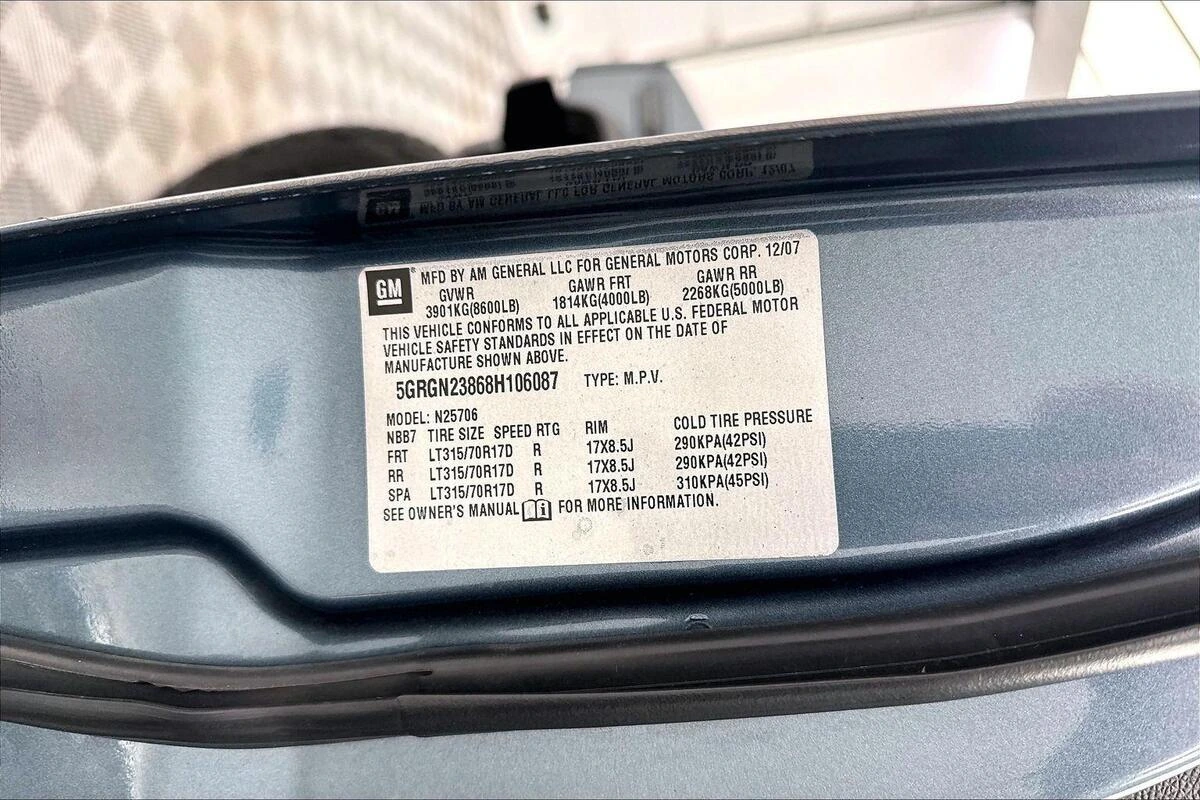 GM ® MFD BY AM GENERAL LLC FOR GENERAL MOTORS CORP. 12/07
GVWR GAWR FRT GAWR RR
3901KG(8600LB) 1814KG(4000LB) 2268KG(5000LB)
THIS VEHICLE CONFORMS TO ALL APPLICABLE U.S. FEDERAL MOTOR
VEHICLE SAFETY STANDARDS IN EFFECT ON THE DATE OF
MANUFACTURE SHOWN ABOVE.
5GRGN23868H106087 TYPE: M.P.V.
MODEL: N25706
NBB7 TIRE SIZE SPEED RTG RIM COLD TIRE PRESSURE
FRT LT315/70R17D R 17X8.5J 290KPA(42PSI)
RR LT315/70R17D R 17X8.5J 290KPA(42PSI)
SPA LT315/70R17D R 17X8.5J 310KPA(45PSI)
SEE OWNER'S MANUAL i FOR MORE INFORMATION.